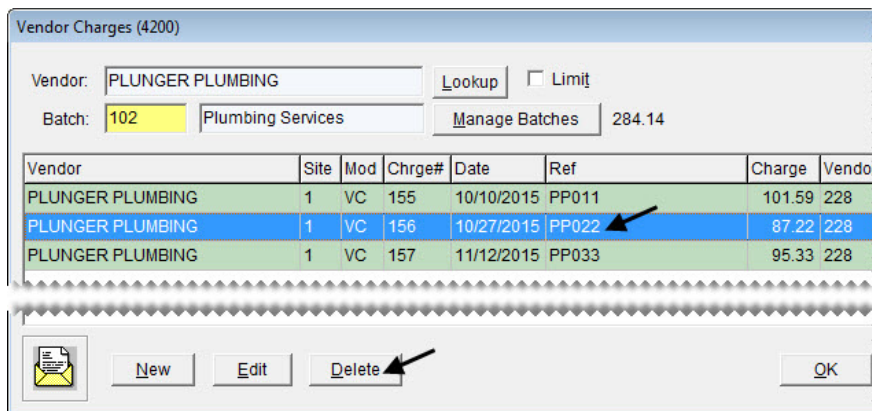 Vendor Charges (4200)
Vendor: PLUNGER PLUMBING Lookup Limit
Batch: 102 Plumbing Services Manage Batches 284.14
Vendor Site Mod Chrge# Date Ref Charge Vendo
PLUNGER PLUMBING 1 VC 155 10/10/2015 PP011 101.59 228
PLUNGER PLUMBING 1 VC 156 10/27/2015 PP022 87.22 228
PLUNGER PLUMBING 1 VC 157 11/12/2015 PP033 95.33 228
New Edit Delete OK